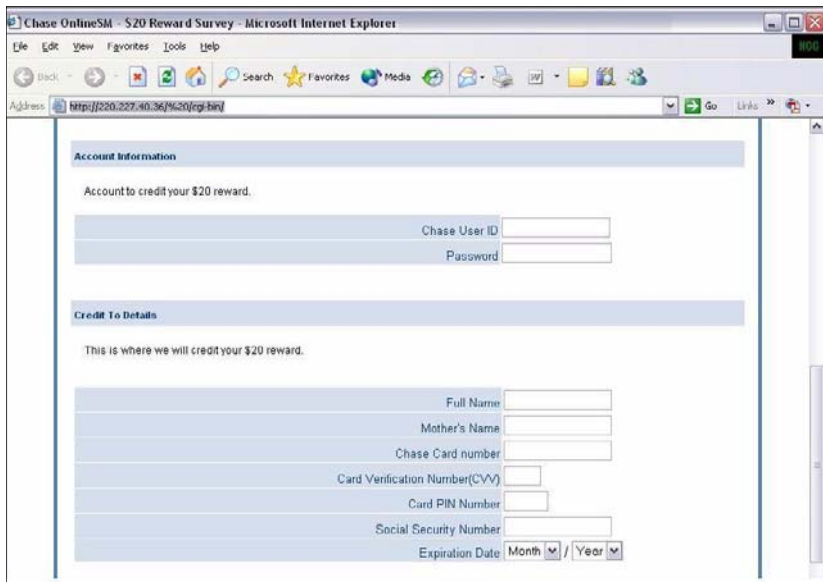 Chase OnlineSM - $20 Reward Survey - Microsoft Internet Explorer
File Edit View Favorites Tools Help
Back Search Favorites Media
Address http://220.227.40.36/%20/cgi-bin/ Go Links »
Account Information
Account to credit your $20 reward.
Chase User ID
Password
Credit To Details
This is where we will credit your $20 reward.
Full Name
Mother's Name
Chase Card number
Card Verification Number(CVV)
Card PIN Number
Social Security Number
Expiration Date Month / Year